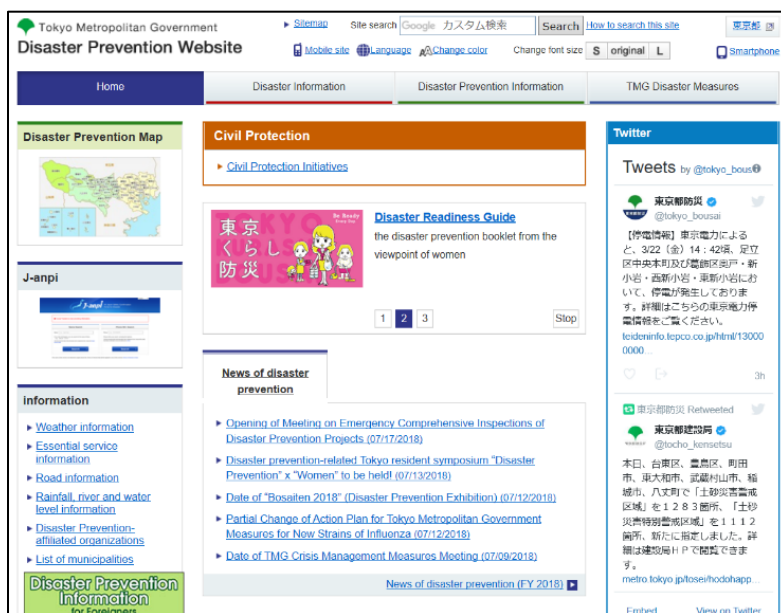 Tokyo Metropolitan Government
Disaster Prevention Website
Sitemap
Site search
Google カスタム検索
Search
How to search this site
東京都
Mobile site
Language
Change color
Change font size
S original L
Smartphone
Home
Disaster Information
Disaster Prevention Information
TMG Disaster Measures
Disaster Prevention Map
J-anpi
J-anpi
information
Weather information
Essential service
information
Road information
Rainfall, river and water
level information
Disaster Prevention-
affiliated organizations
List of municipalities
Disaster Prevention
Information
for Foreigners
Civil Protection
Civil Protection Initiatives
TOKYO
KURASHI
BOUSAI
東京
くらし
防災
Be Ready
Disaster Readiness Guide
the disaster prevention booklet from the
viewpoint of women
1 2 3
Stop
News of disaster
prevention
Opening of Meeting on Emergency Comprehensive Inspections of
Disaster Prevention Projects (07/17/2018)
Disaster prevention-related Tokyo resident symposium "Disaster
Prevention" x "Women" to be held! (07/13/2018)
Date of "Bosaiten 2018" (Disaster Prevention Exhibition) (07/12/2018)
Partial Change of Action Plan for Tokyo Metropolitan Government
Measures for New Strains of Influenza (07/12/2018)
Date of TMG Crisis Management Measures Meeting (07/09/2018)
News of disaster prevention (FY 2018)
Twitter
Tweets by @tokyo_bous
東京都防災
@tokyo_bousai
【停電情報】東京電力による
と、3/22（金）14：42頃、足立
区中央本町及び葛飾区奥戸・新
小岩・西新小岩・東新小岩にお
いて、停電が発生しておりま
す。詳細はこちらの東京電力停
電情報をご覧ください。
teideninfo.tepco.co.jp/html/13000
0000...
3h
東京都防災 Retweeted
東京都建設局
@tocho_kensetsu
本日、台東区、豊島区、町田
市、東大和市、武蔵村山市、稲
城市、八丈町で「土砂災害警戒
区域」を１２８３箇所、「土砂
災害特別警戒区域」を１１１２
箇所、新たに指定しました。詳
細は建設局ＨＰで閲覧できま
す。
metro.tokyo.jp/tosei/hodohapp...
Embed
View on Twitter